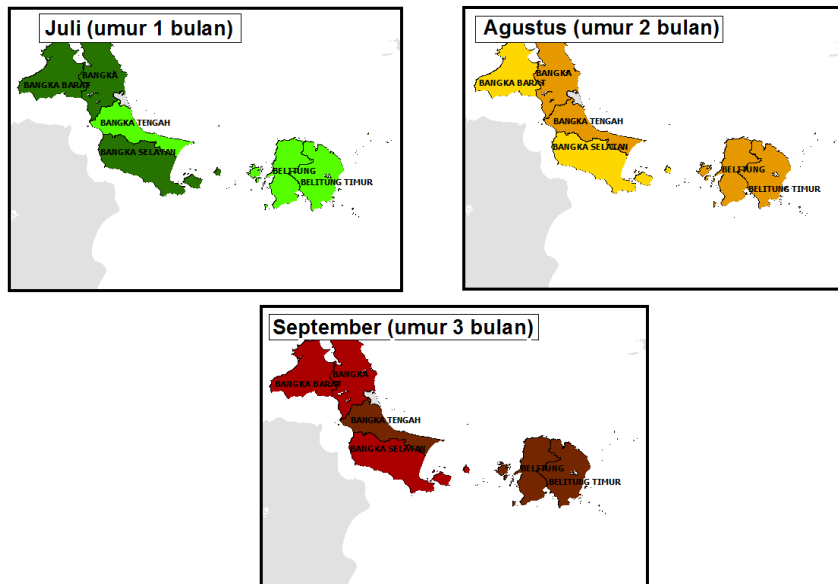 Juli (umur 1 bulan)
BANGKA
BANGKA BARAT
BANGKA TENGAH
BANGKA SELATAN
BELITUNG
BELITUNG TIMUR
Agustus (umur 2 bulan)
BANGKA
BANGKA BARAT
BANGKA TENGAH
BANGKA SELATAN
BELITUNG
BELITUNG TIMUR
September (umur 3 bulan)
BANGKA
BANGKA BARAT
BANGKA TENGAH
BANGKA SELATAN
BELITUNG
BELITUNG TIMUR